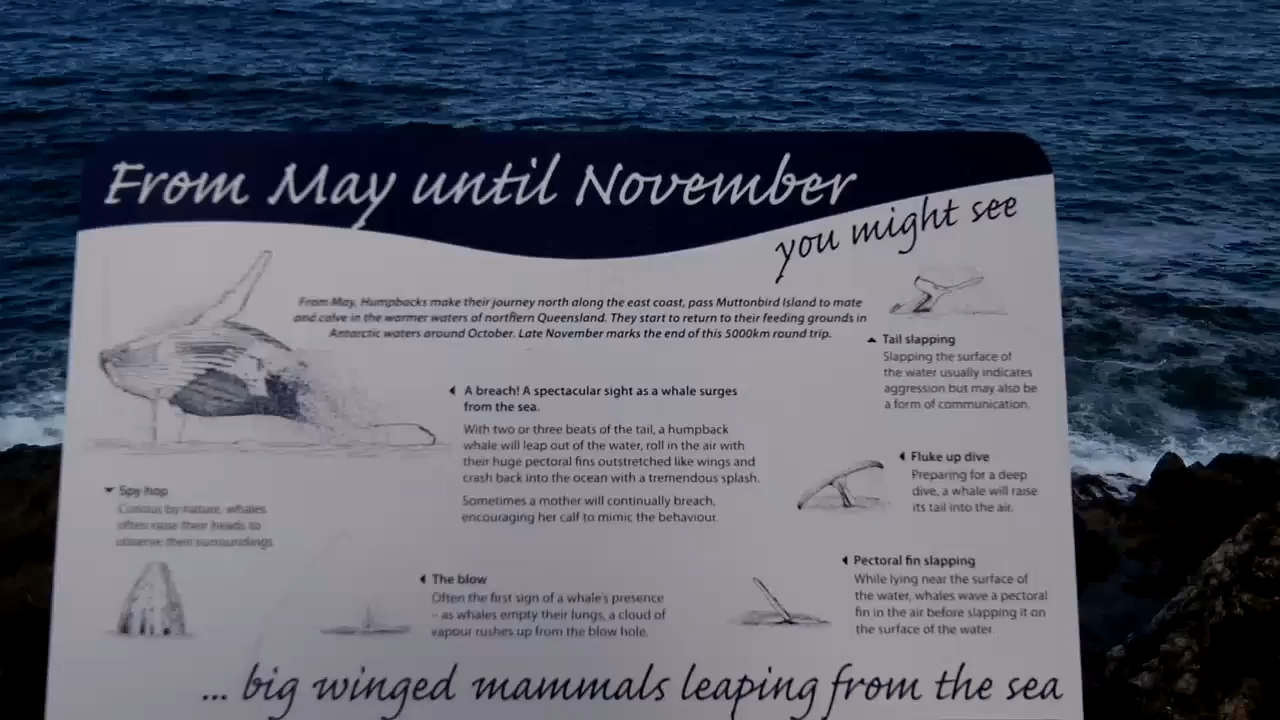 From May until November
you might see
From May, Humpbacks make their journey north along the east coast, pass Muttonbird Island to mate
and calve in the warmer waters of northern Queensland. They start to return to their feeding grounds in
Antarctic waters around October. Late November marks the end of this 5000km round trip.
A breach! A spectacular sight as a whale surges
from the sea.
With two or three beats of the tail, a humpback
whale will leap out of the water, roll in the air with
their huge pectoral fins outstretched like wings and
crash back into the ocean with a tremendous splash.
Sometimes a mother will continually breach,
encouraging her calf to mimic the behaviour.
Tail slapping
Slapping the surface of
the water usually indicates
aggression but may also be
a form of communication.
Fluke up dive
Preparing for a deep
dive, a whale will raise
its tail into the air.
Spy hop
Curious by nature, whales
often raise their heads to
observe their surroundings
The blow
Often the first sign of a whale's presence
– as whales empty their lungs, a cloud of
vapour rushes up from the blow hole.
Pectoral fin slapping
While lying near the surface of
the water, whales wave a pectoral
fin in the air before slapping it on
the surface of the water.
... big winged mammals leaping from the sea